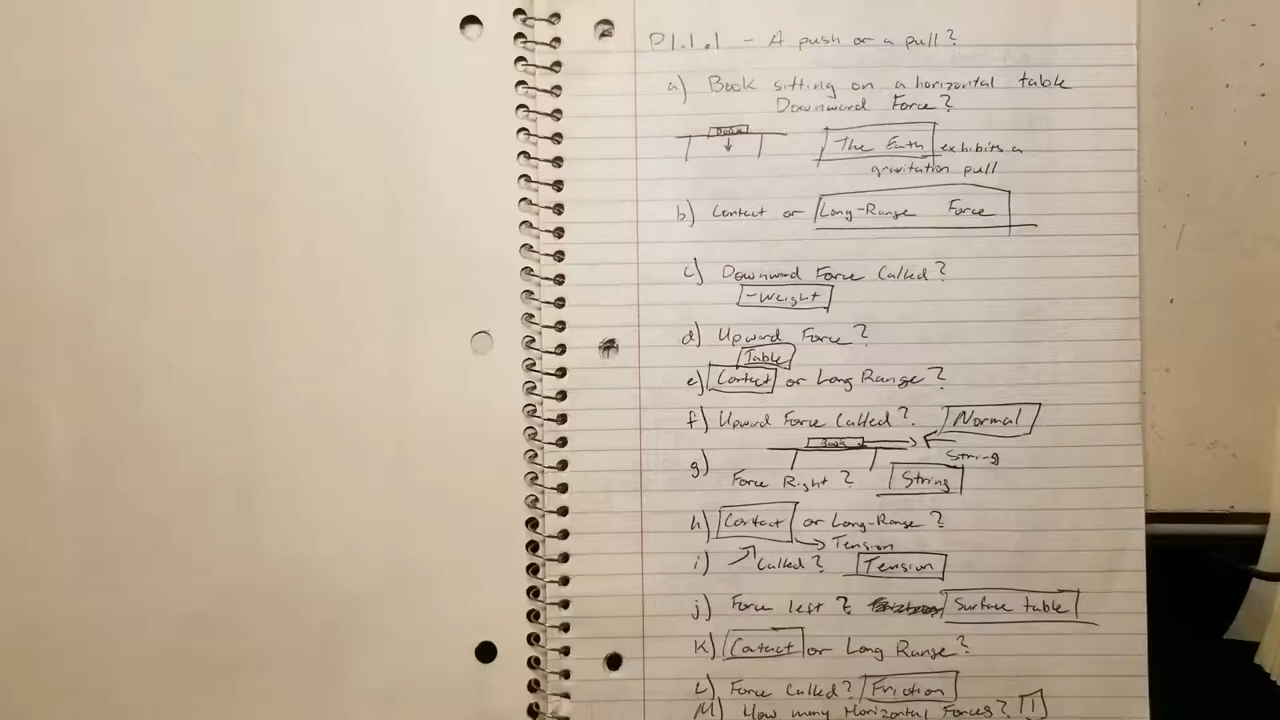 P1.1.1 - A push or a pull?
a) Book sitting on a horizontal table
Downward Force?
Book
The Earth exhibits a
gravitation pull
b) Contact or Long-Range Force
c) Downward Force Called?
-Weight
d) Upward Force?
Table
e) Contact or Long Range?
f) Upward Force Called? Normal
Book
String
g) Force Right? String
h) Contact or Long-Range?
Tension
i) Called? Tension
j) Force left? Surface table
K) Contact or Long Range?
L) Force Called? Friction
M) How many Horizontal Forces?